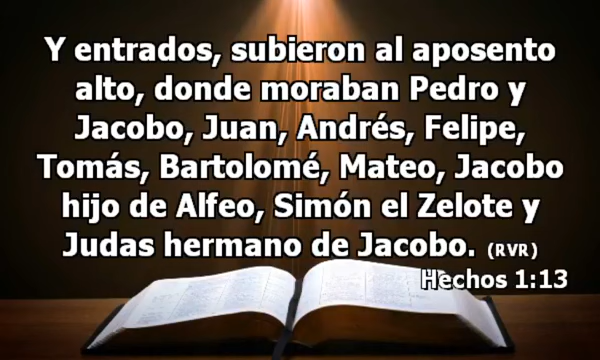 Y entrados, subieron al aposento
alto, donde moraban Pedro y
Jacobo, Juan, Andrés, Felipe,
Tomás, Bartolomé, Mateo, Jacobo
hijo de Alfeo, Simón el Zelote y
Judas hermano de Jacobo. (RVR)
Hechos 1:13